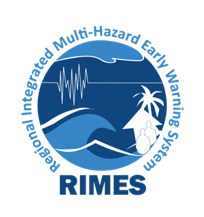 Regional Integrated Multi-Hazard Early Warning System
RIMES